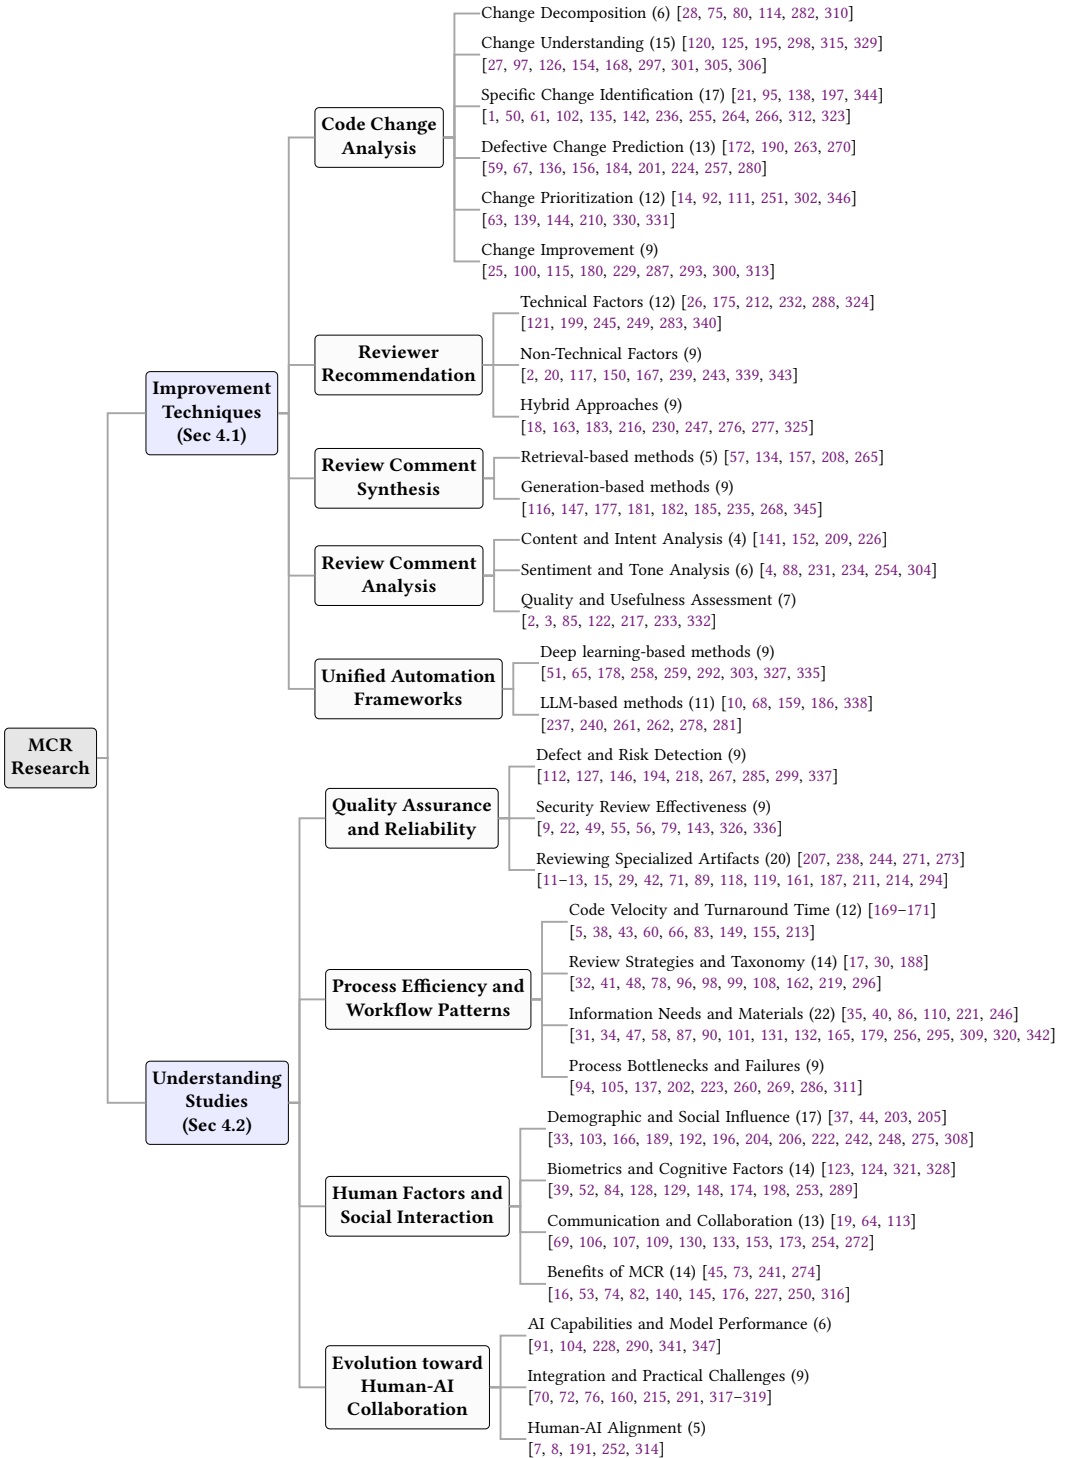 MCR
Research
Improvement
Techniques
(Sec 4.1)
Code Change
Analysis
Change Decomposition (6) [28, 75, 80, 114, 282, 310]
Change Understanding (15) [120, 125, 195, 298, 315, 329]
[27, 97, 126, 154, 168, 297, 301, 305, 306]
Specific Change Identification (17) [21, 95, 138, 197, 344]
[1, 50, 61, 102, 135, 142, 236, 255, 264, 266, 312, 323]
Defective Change Prediction (13) [172, 190, 263, 270]
[59, 67, 136, 156, 184, 201, 224, 257, 280]
Change Prioritization (12) [14, 92, 111, 251, 302, 346]
[63, 139, 144, 210, 330, 331]
Change Improvement (9)
[25, 100, 115, 180, 229, 287, 293, 300, 313]
Reviewer
Recommendation
Technical Factors (12) [26, 175, 212, 232, 288, 324]
[121, 199, 245, 249, 283, 340]
Non-Technical Factors (9)
[2, 20, 117, 150, 167, 239, 243, 339, 343]
Hybrid Approaches (9)
[18, 163, 183, 216, 230, 247, 276, 277, 325]
Review Comment
Synthesis
Retrieval-based methods (5) [57, 134, 157, 208, 265]
Generation-based methods (9)
[116, 147, 177, 181, 182, 185, 235, 268, 345]
Review Comment
Analysis
Content and Intent Analysis (4) [141, 152, 209, 226]
Sentiment and Tone Analysis (6) [4, 88, 231, 234, 254, 304]
Quality and Usefulness Assessment (7)
[2, 3, 85, 122, 217, 233, 332]
Unified Automation
Frameworks
Deep learning-based methods (9)
[51, 65, 178, 258, 259, 292, 303, 327, 335]
LLM-based methods (11) [10, 68, 159, 186, 338]
[237, 240, 261, 262, 278, 281]
Understanding
Studies
(Sec 4.2)
Quality Assurance
and Reliability
Defect and Risk Detection (9)
[112, 127, 146, 194, 218, 267, 285, 299, 337]
Security Review Effectiveness (9)
[9, 22, 49, 55, 56, 79, 143, 326, 336]
Reviewing Specialized Artifacts (20) [207, 238, 244, 271, 273]
[11–13, 15, 29, 42, 71, 89, 118, 119, 161, 187, 211, 214, 294]
Process Efficiency and
Workflow Patterns
Code Velocity and Turnaround Time (12) [169–171]
[5, 38, 43, 60, 66, 83, 149, 155, 213]
Review Strategies and Taxonomy (14) [17, 30, 188]
[32, 41, 48, 78, 96, 98, 99, 108, 162, 219, 296]
Information Needs and Materials (22) [35, 40, 86, 110, 221, 246]
[31, 34, 47, 58, 87, 90, 101, 131, 132, 165, 179, 256, 295, 309, 320, 342]
Process Bottlenecks and Failures (9)
[94, 105, 137, 202, 223, 260, 269, 286, 311]
Human Factors and
Social Interaction
Demographic and Social Influence (17) [37, 44, 203, 205]
[33, 103, 166, 189, 192, 196, 204, 206, 222, 242, 248, 275, 308]
Biometrics and Cognitive Factors (14) [123, 124, 321, 328]
[39, 52, 84, 128, 129, 148, 174, 198, 253, 289]
Communication and Collaboration (13) [19, 64, 113]
[69, 106, 107, 109, 130, 133, 153, 173, 254, 272]
Benefits of MCR (14) [45, 73, 241, 274]
[16, 53, 74, 82, 140, 145, 176, 227, 250, 316]
Evolution toward
Human-AI
Collaboration
AI Capabilities and Model Performance (6)
[91, 104, 228, 290, 341, 347]
Integration and Practical Challenges (9)
[70, 72, 76, 160, 215, 291, 317–319]
Human-AI Alignment (5)
[7, 8, 191, 252, 314]